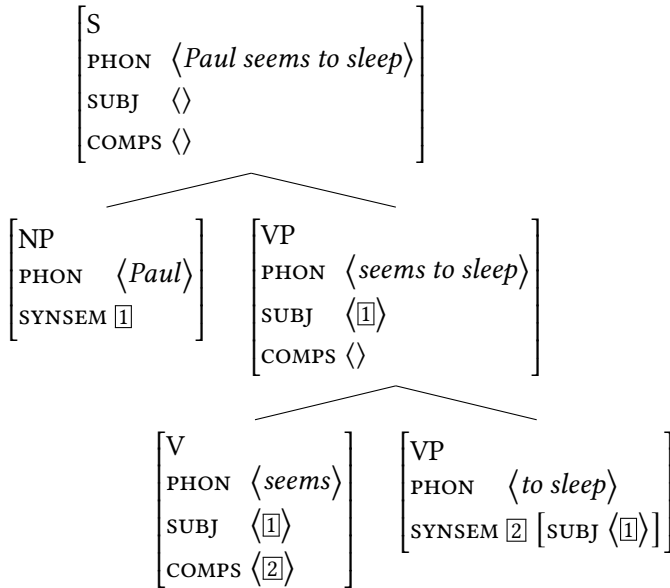 S
PHON ⟨Paul seems to sleep⟩
SUBJ ⟨⟩
COMPS ⟨⟩
NP
PHON ⟨Paul⟩
SYNSEM 1
VP
PHON ⟨seems to sleep⟩
SUBJ ⟨1⟩
COMPS ⟨⟩
V
PHON ⟨seems⟩
SUBJ ⟨1⟩
COMPS ⟨2⟩
VP
PHON ⟨to sleep⟩
SYNSEM 2 [SUBJ ⟨1⟩]